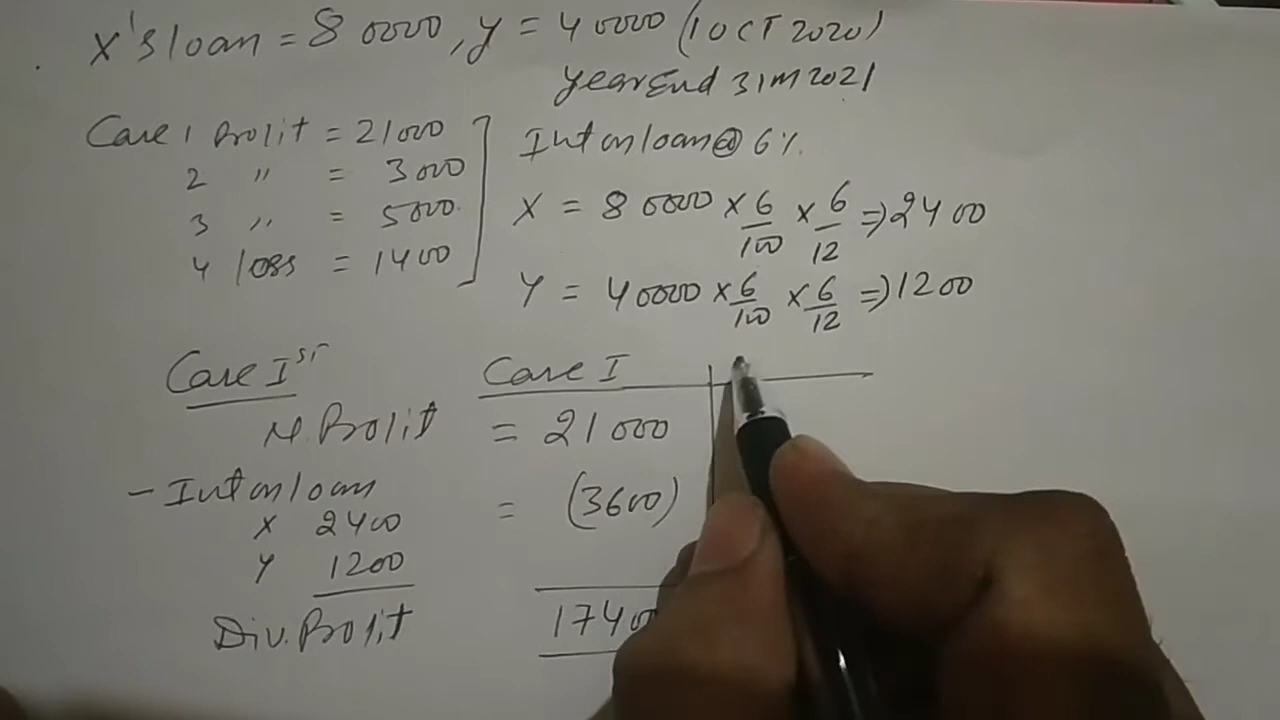 X's loan = 80000, y = 40000 (1 OCT 2020)
year End 31 M 2021
Case 1 Profit = 21000
2 " = 3000
3 " = 5000
4 loss = 1400
Int on loan @ 6%
X = 80000 × 6/100 × 6/12 ⇒ 2400
Y = 40000 × 6/100 × 6/12 ⇒ 1200
Case Ist Case I
N. Profit = 21000
- Int on loan = (3600)
X 2400
Y 1200
Div. Profit 17400